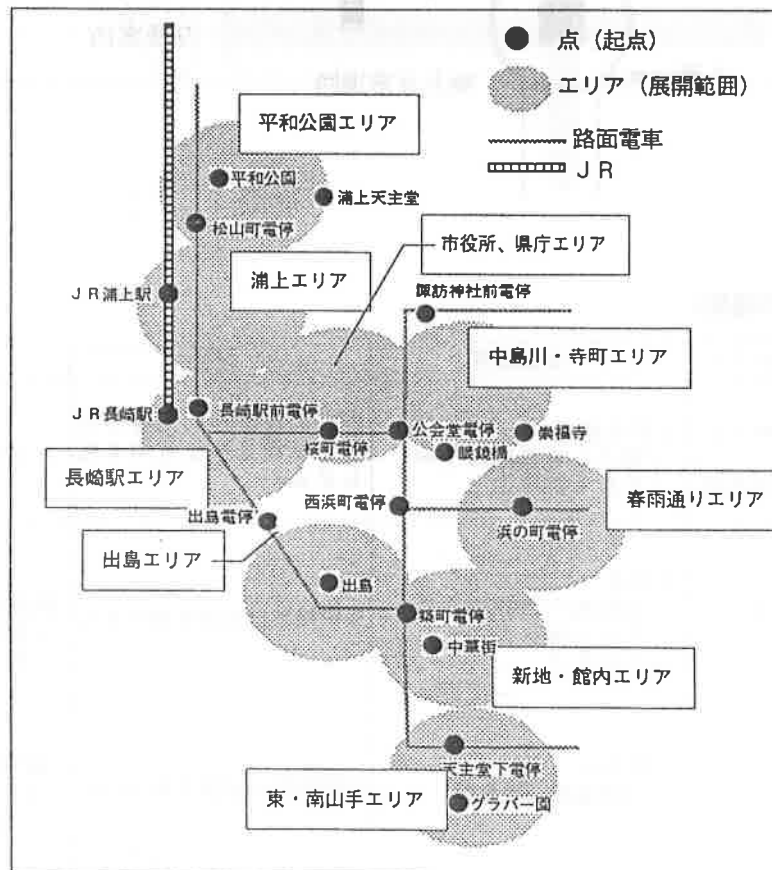 点（起点）
エリア（展開範囲）
路面電車
ＪＲ
平和公園エリア
平和公園
浦上天主堂
松山町電停
市役所、県庁エリア
浦上エリア
ＪＲ浦上駅
諏訪神社前電停
中島川・寺町エリア
ＪＲ長崎駅
長崎駅前電停
桜町電停
公会堂電停
崇福寺
眼鏡橋
長崎駅エリア
西浜町電停
春雨通りエリア
出島電停
浜の町電停
出島エリア
出島
築町電停
中華街
新地・館内エリア
天主堂下電停
東・南山手エリア
グラバー園